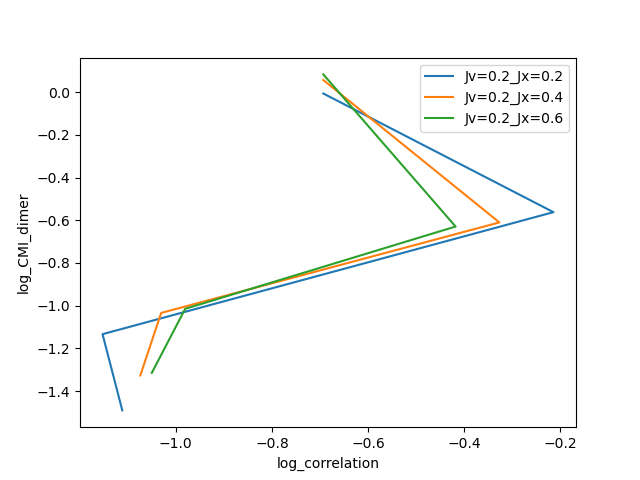 Jv=0.2_Jx=0.2
Jv=0.2_Jx=0.4
Jv=0.2_Jx=0.6
log_CMI_dimer
0.0
−0.2
−0.4
−0.6
−0.8
−1.0
−1.2
−1.4
−1.0 −0.8 −0.6 −0.4 −0.2
log_correlation